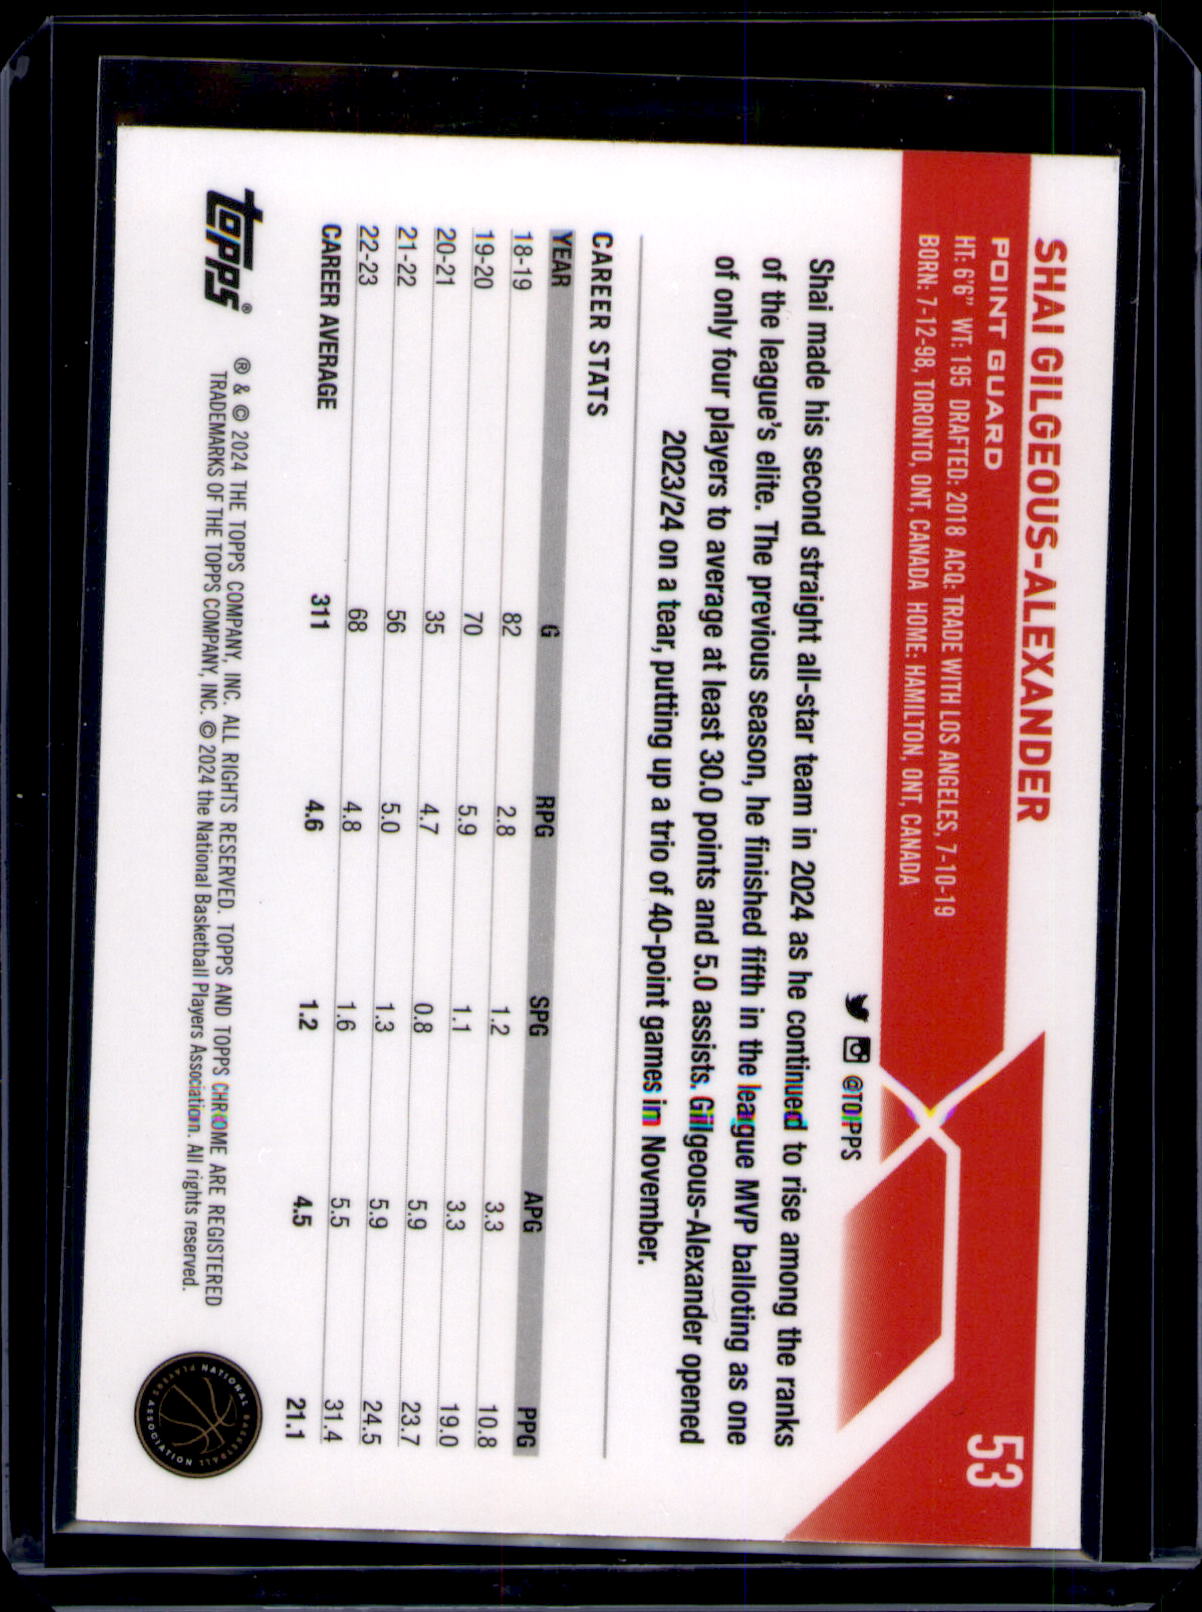 SHAI GILGEOUS-ALEXANDER
53
POINT GUARD
HT: 6'6" WT: 195 DRAFTED: 2018 ACQ: TRADE WITH LOS ANGELES, 7-10-19
BORN: 7-12-98, TORONTO, ONT, CANADA HOME: HAMILTON, ONT, CANADA
@TOPPS
Shai made his second straight all-star team in 2024 as he continued to rise among the ranks
of the league's elite. The previous season, he finished fifth in the league MVP balloting as one
of only four players to average at least 30.0 points and 5.0 assists. Gilgeous-Alexander opened
2023/24 on a tear, putting up a trio of 40-point games in November.
CAREER STATS
YEAR G RPG SPG APG PPG
18-19 82 2.8 1.2 3.3 10.8
19-20 70 5.9 1.1 3.3 19.0
20-21 35 4.7 0.8 5.9 23.7
21-22 56 5.0 1.3 5.9 24.5
22-23 68 4.8 1.6 5.5 31.4
CAREER AVERAGE 311 4.6 1.2 4.5 21.1
topps®
® & © 2024 THE TOPPS COMPANY, INC. ALL RIGHTS RESERVED. TOPPS AND TOPPS CHROME ARE REGISTERED
TRADEMARKS OF THE TOPPS COMPANY, INC. © 2024 the National Basketball Players Association. All rights reserved.
NATIONAL BASKETBALL PLAYERS ASSOCIATION